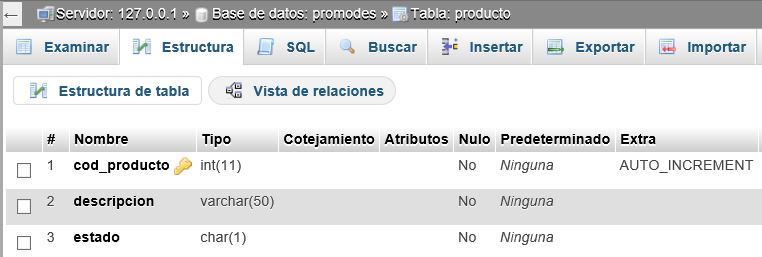 ← Servidor: 127.0.0.1 » Base de datos: promodes » Tabla: producto
Examinar Estructura SQL Buscar Insertar Exportar Importar
Estructura de tabla Vista de relaciones
# Nombre Tipo Cotejamiento Atributos Nulo Predeterminado Extra
1 cod_producto int(11) No Ninguna AUTO_INCREMENT
2 descripcion varchar(50) No Ninguna
3 estado char(1) No Ninguna